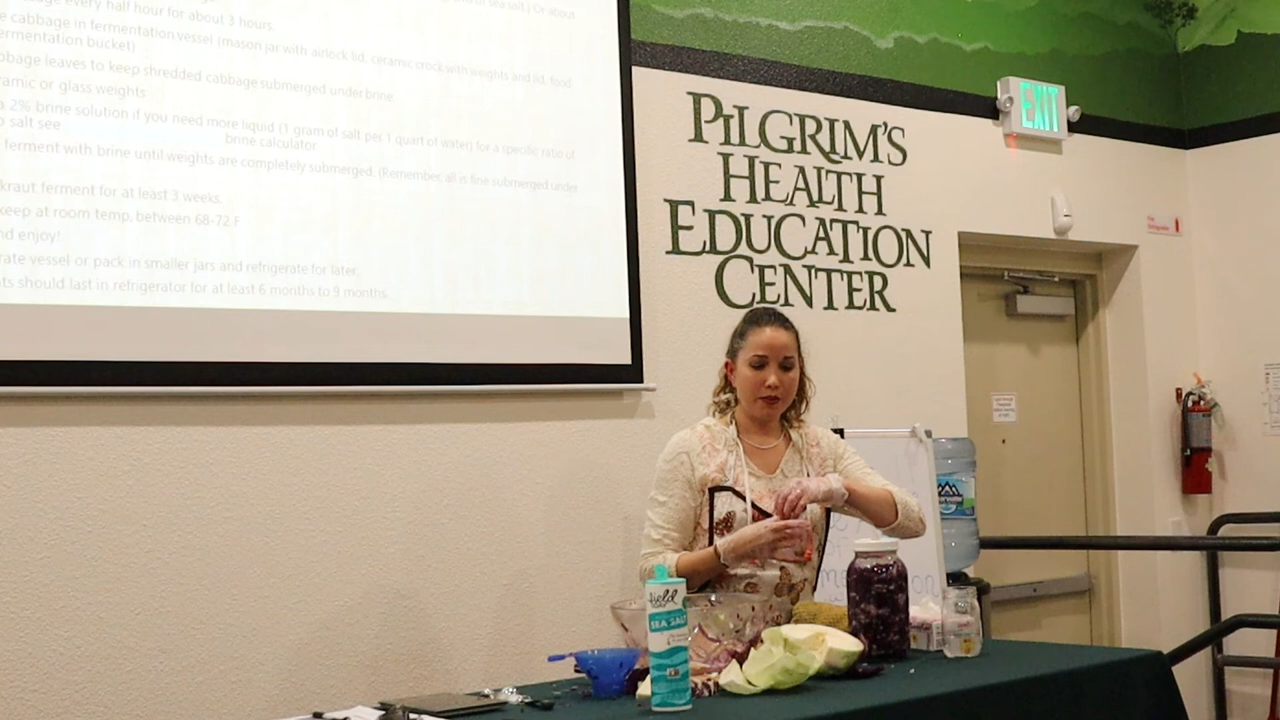 of sea salt.) Or about
every half hour for about 3 hours.
cabbage in fermentation vessel (mason jar with airlock lid, ceramic crock with weights and lid, food
fermentation bucket)
leaves to keep shredded cabbage submerged under brine
or glass weights
2% brine solution if you need more liquid (1 gram of salt per 1 quart of water) for a specific ratio of
salt see brine calculator.
ferment with brine until weights are completely submerged. (Remember, all is fine submerged under
kraut ferment for at least 3 weeks.
keep at room temp. between 68-72 F
enjoy!
vessel or pack in smaller jars and refrigerate for later.
should last in refrigerator for at least 6 months to 9 months
PILGRIM'S
HEALTH
EDUCATION
CENTER
EXIT
field
SEA SALT